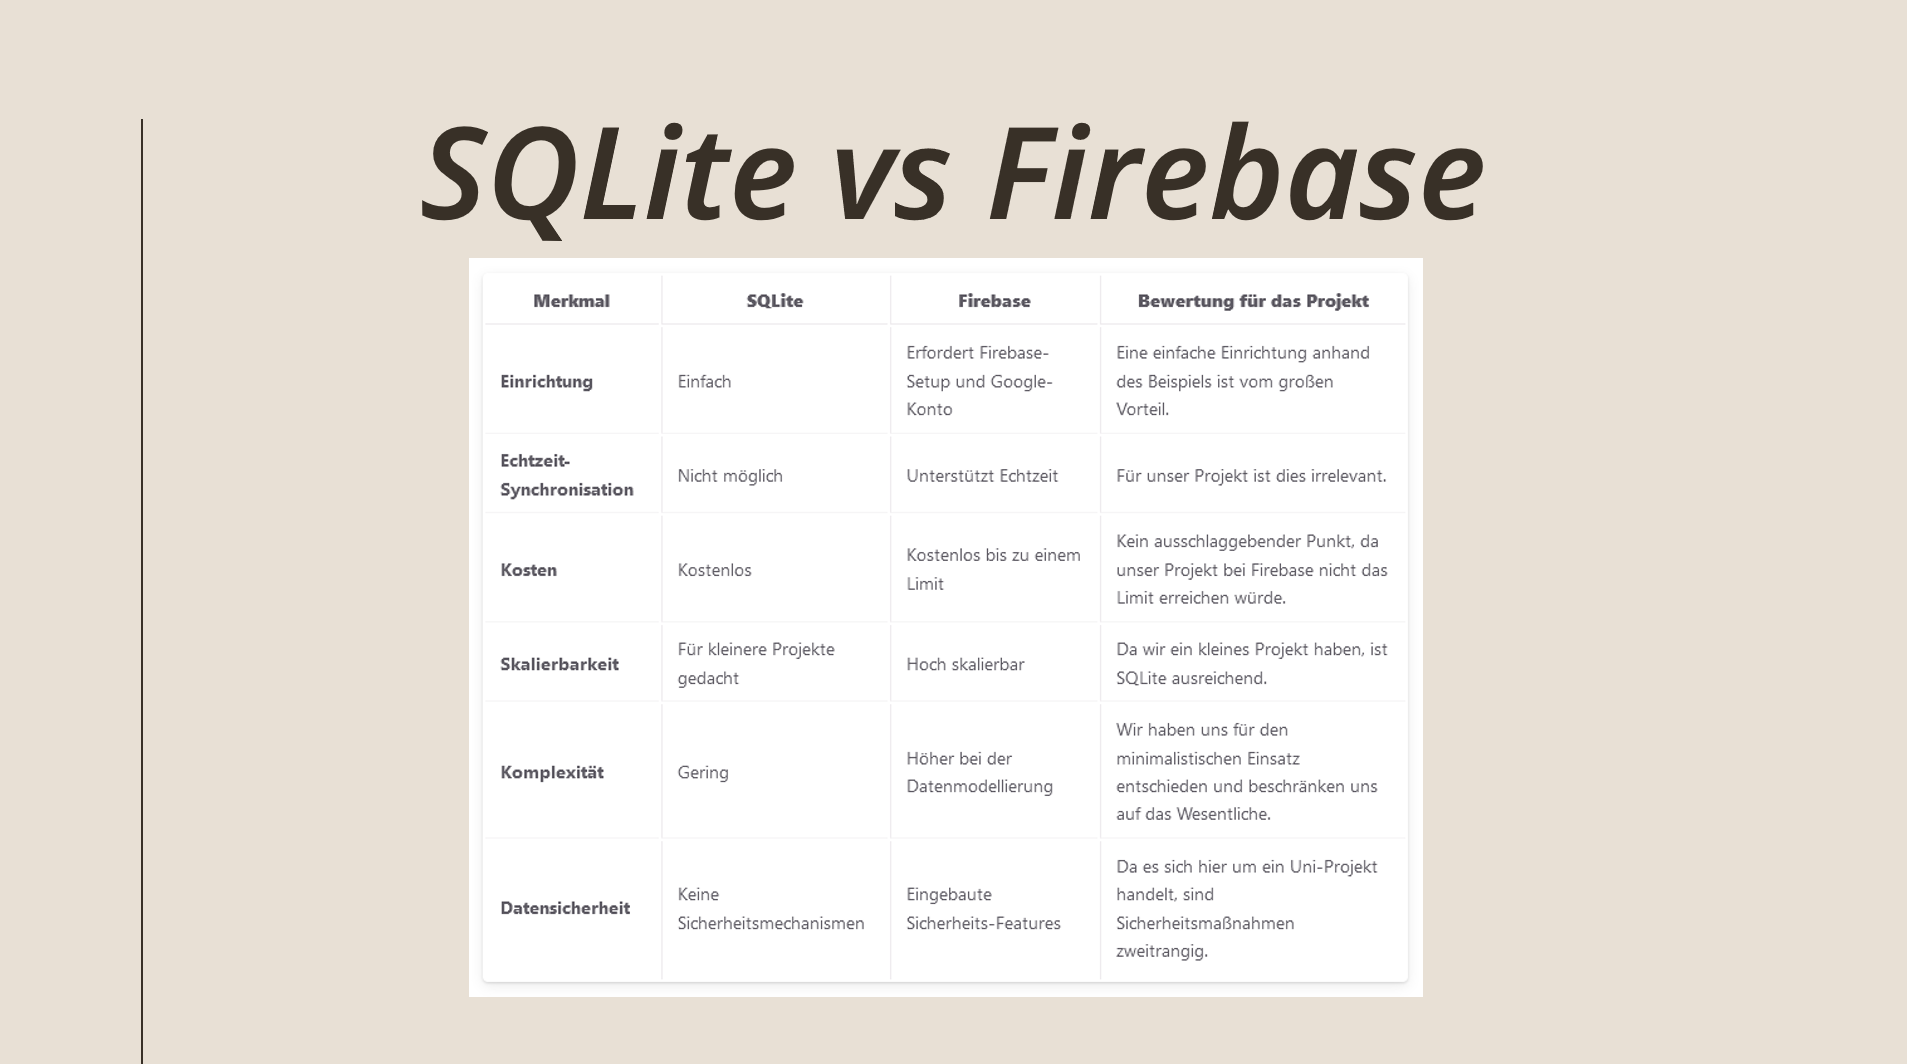 SQLite vs Firebase
Merkmal SQLite Firebase Bewertung für das Projekt
Einrichtung
Einfach
Erfordert Firebase-
Setup und Google-
Konto
Eine einfache Einrichtung anhand
des Beispiels ist vom großen
Vorteil.
Echtzeit-
Synchronisation
Nicht möglich
Unterstützt Echtzeit
Für unser Projekt ist dies irrelevant.
Kosten
Kostenlos
Kostenlos bis zu einem
Limit
Kein ausschlaggebender Punkt, da
unser Projekt bei Firebase nicht das
Limit erreichen würde.
Skalierbarkeit
Für kleinere Projekte
gedacht
Hoch skalierbar
Da wir ein kleines Projekt haben, ist
SQLite ausreichend.
Komplexität
Gering
Höher bei der
Datenmodellierung
Wir haben uns für den
minimalistischen Einsatz
entschieden und beschränken uns
auf das Wesentliche.
Datensicherheit
Keine
Sicherheitsmechanismen
Eingebaute
Sicherheits-Features
Da es sich hier um ein Uni-Projekt
handelt, sind
Sicherheitsmaßnahmen
zweitrangig.